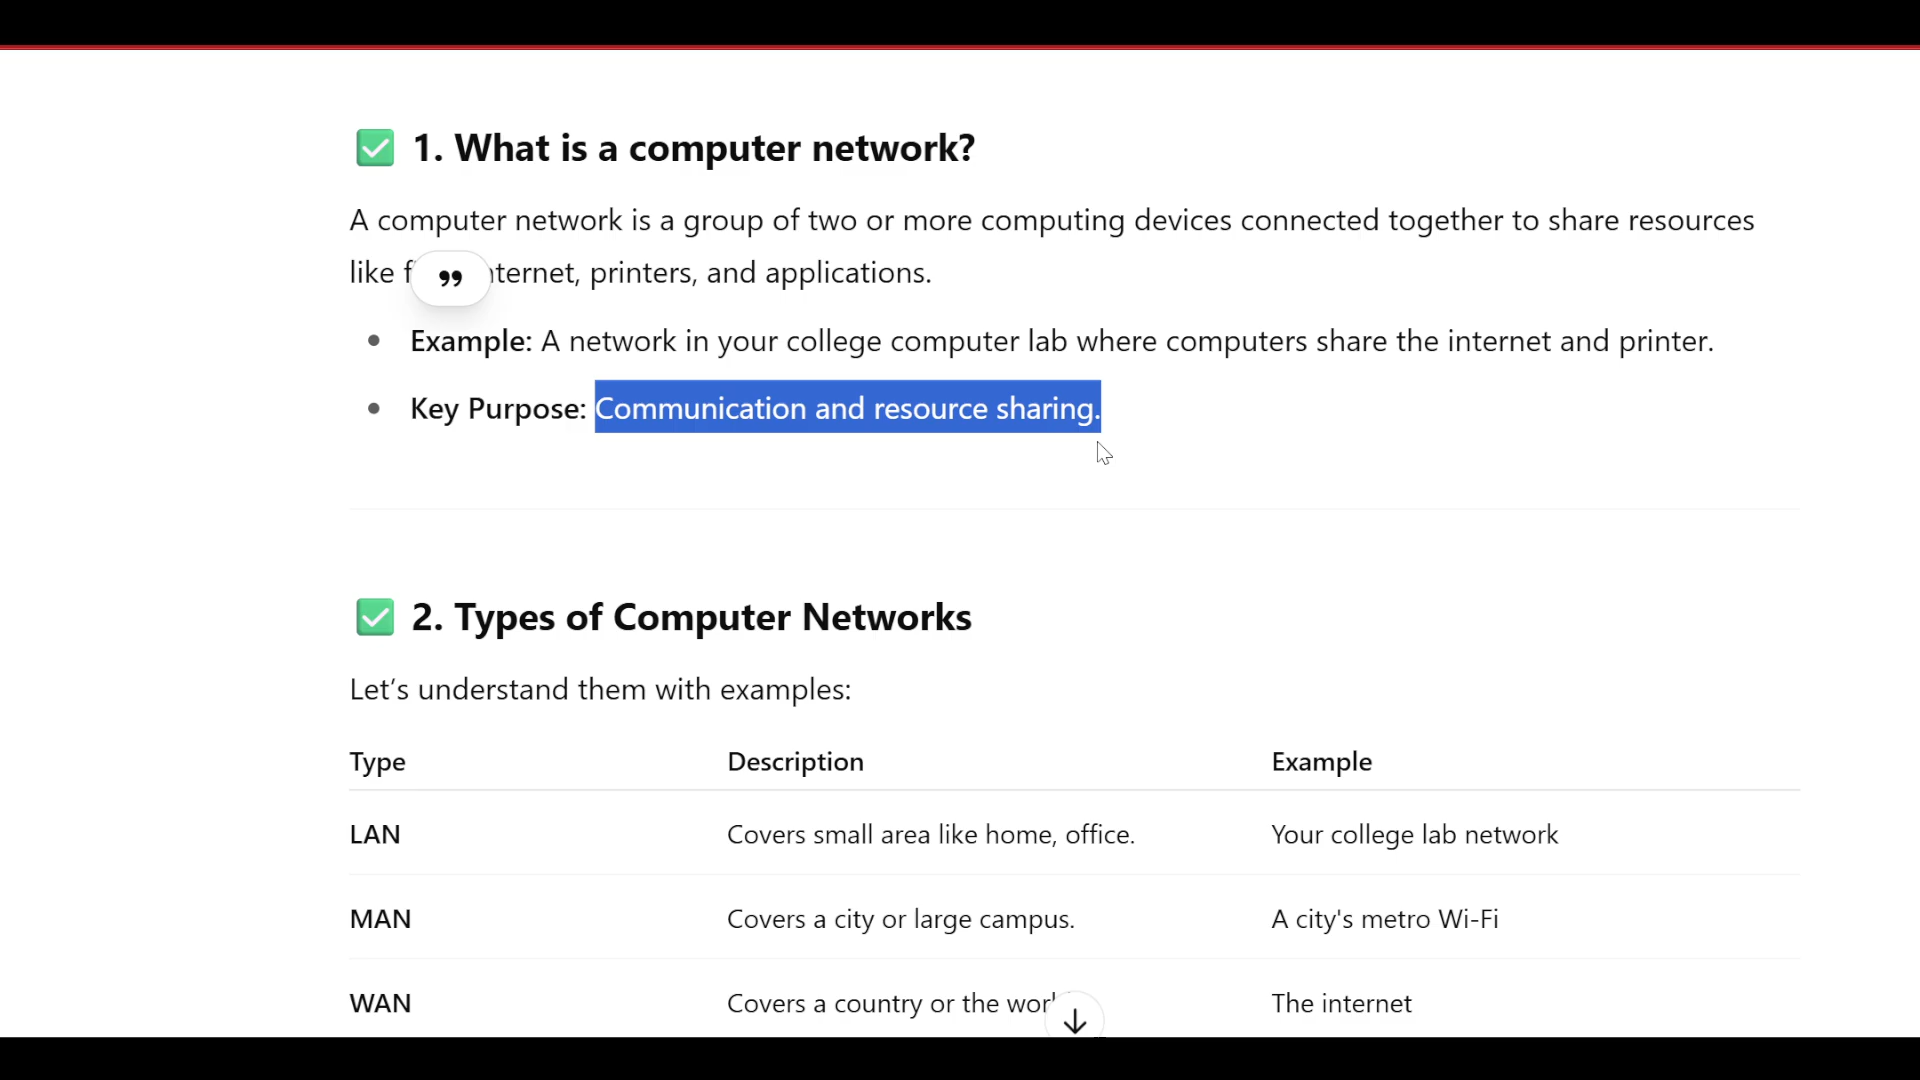 ✅ 1. What is a computer network?
A computer network is a group of two or more computing devices connected together to share resources
like ternet, printers, and applications.
• Example: A network in your college computer lab where computers share the internet and printer.
• Key Purpose: Communication and resource sharing.
✅ 2. Types of Computer Networks
Let’s understand them with examples:
Type Description Example
LAN Covers small area like home, office. Your college lab network
MAN Covers a city or large campus. A city's metro Wi-Fi
WAN Covers a country or the The internet